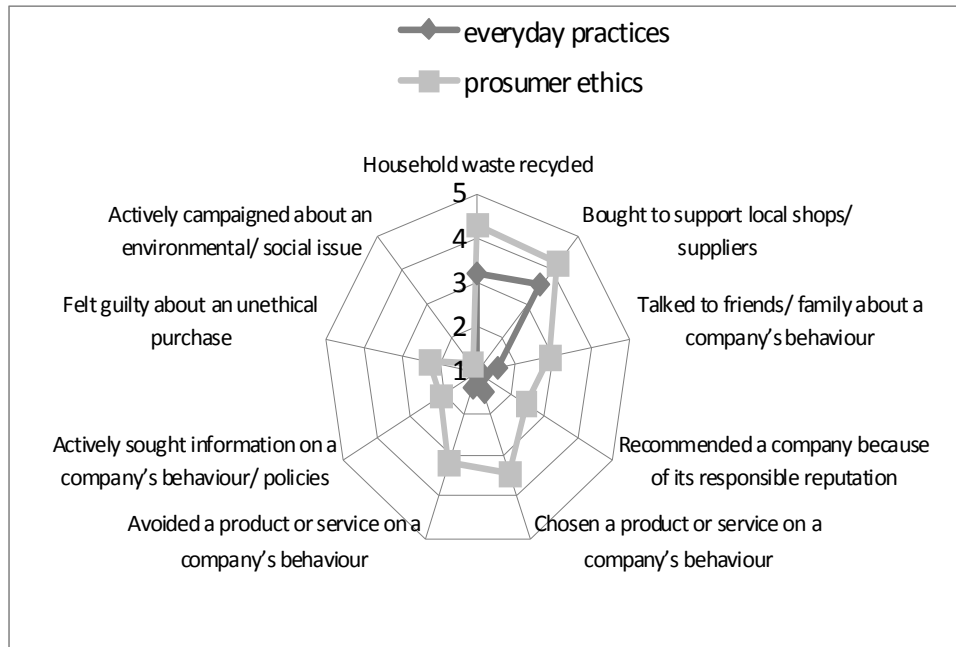 everyday practices
prosumer ethics
Household waste recycled
5
4
3
2
1
Bought to support local shops/
suppliers
Talked to friends/ family about a
company's behaviour
Recommended a company because
of its responsible reputation
Chosen a product or service on a
company's behaviour
Avoided a product or service on a
company's behaviour
Actively sought information on a
company's behaviour/ policies
Felt guilty about an unethical
purchase
Actively campaigned about an
environmental/ social issue